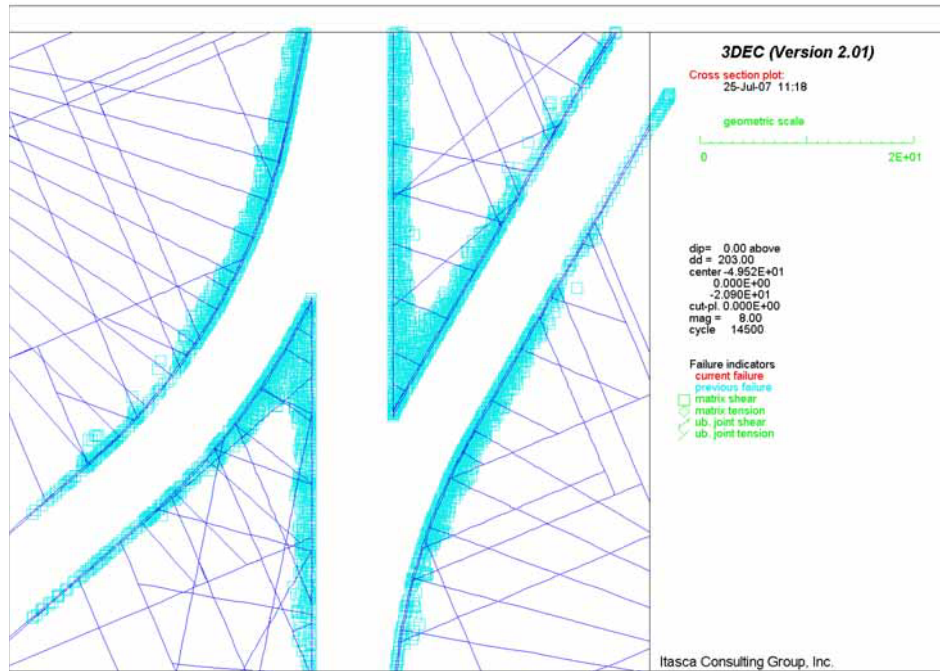 3DEC (Version 2.01)
Cross section plot:
25-Jul-07 11:18
geometric scale
0 2E+01
dip= 0.00 above
dd = 203.00
center -4.952E+01
0.000E+00
-2.090E+01
cut-pl. 0.000E+00
mag = 8.00
cycle 14500
Failure indicators
current failure
previous failure
matrix shear
matrix tension
ub. joint shear
ub. joint tension
Itasca Consulting Group, Inc.